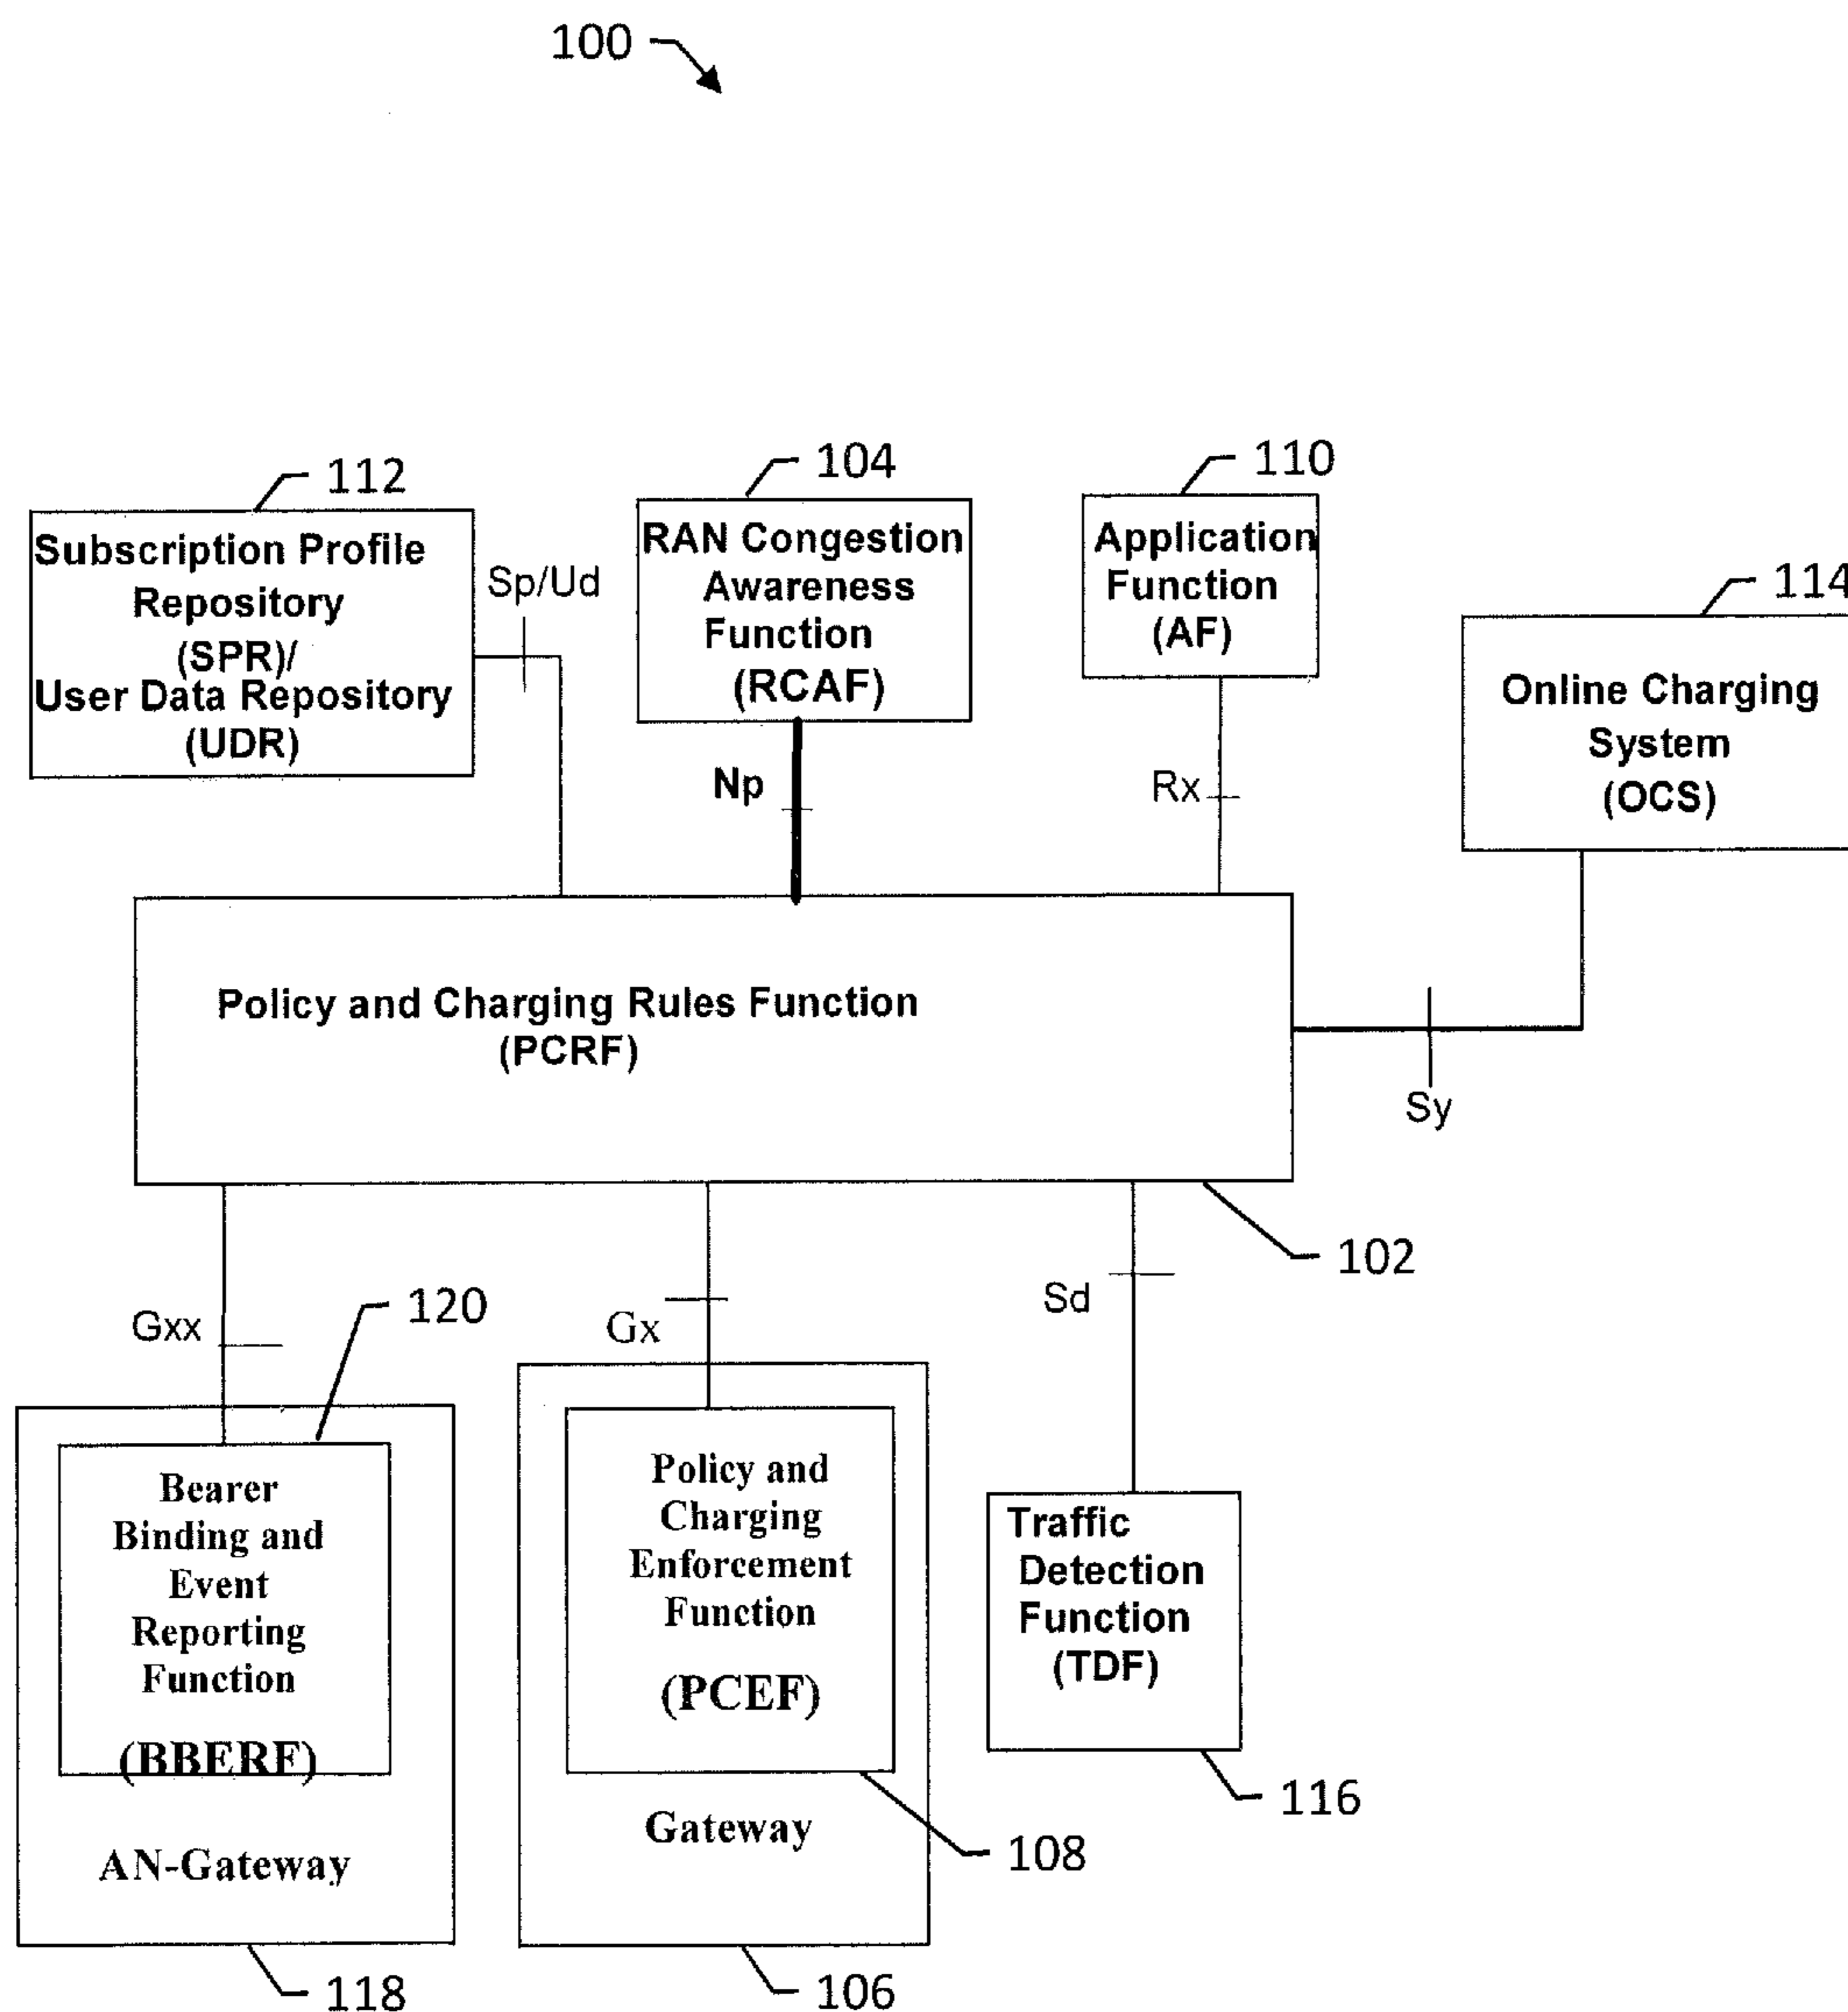 100
112
Subscription Profile
Repository
(SPR)/
User Data Repository
(UDR)
Sp/Ud
104
RAN Congestion
Awareness
Function
(RCAF)
Np
110
Application
Function
(AF)
Rx
114
Online Charging
System
(OCS)
Sy
Policy and Charging Rules Function
(PCRF)
102
Gxx
120
Bearer
Binding and
Event
Reporting
Function
(BBERF)
AN-Gateway
118
Gx
Policy and
Charging
Enforcement
Function
(PCEF)
Gateway
108
106
Sd
Traffic
Detection
Function
(TDF)
116